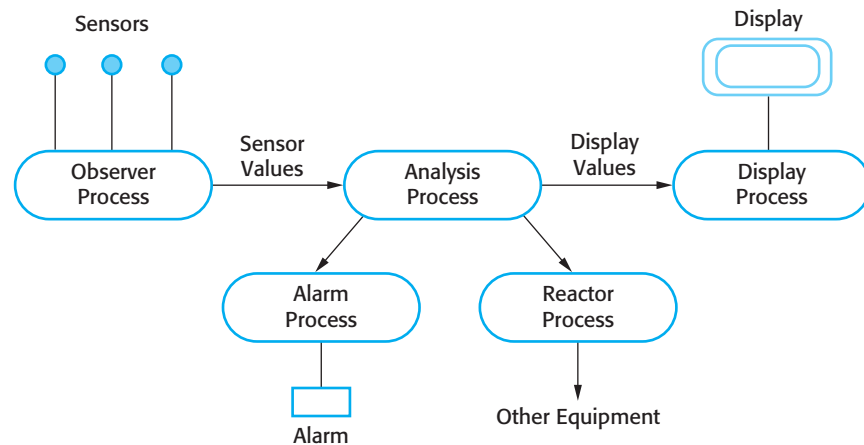 Sensors
Display
Observer
Process
Sensor
Values
Analysis
Process
Display
Values
Display
Process
Alarm
Process
Reactor
Process
Alarm
Other Equipment